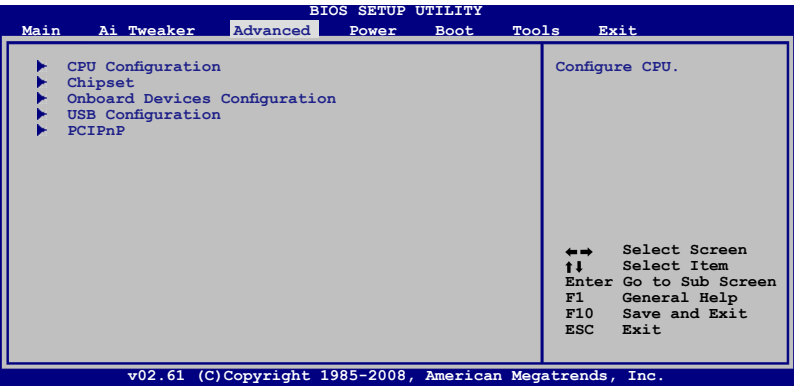 BIOS SETUP UTILITY
Main Ai Tweaker Advanced Power Boot Tools Exit
CPU Configuration
Chipset
Onboard Devices Configuration
USB Configuration
PCIPnP
Configure CPU.
←→ Select Screen
↑↓ Select Item
Enter Go to Sub Screen
F1 General Help
F10 Save and Exit
ESC Exit
v02.61 (C)Copyright 1985-2008, American Megatrends, Inc.